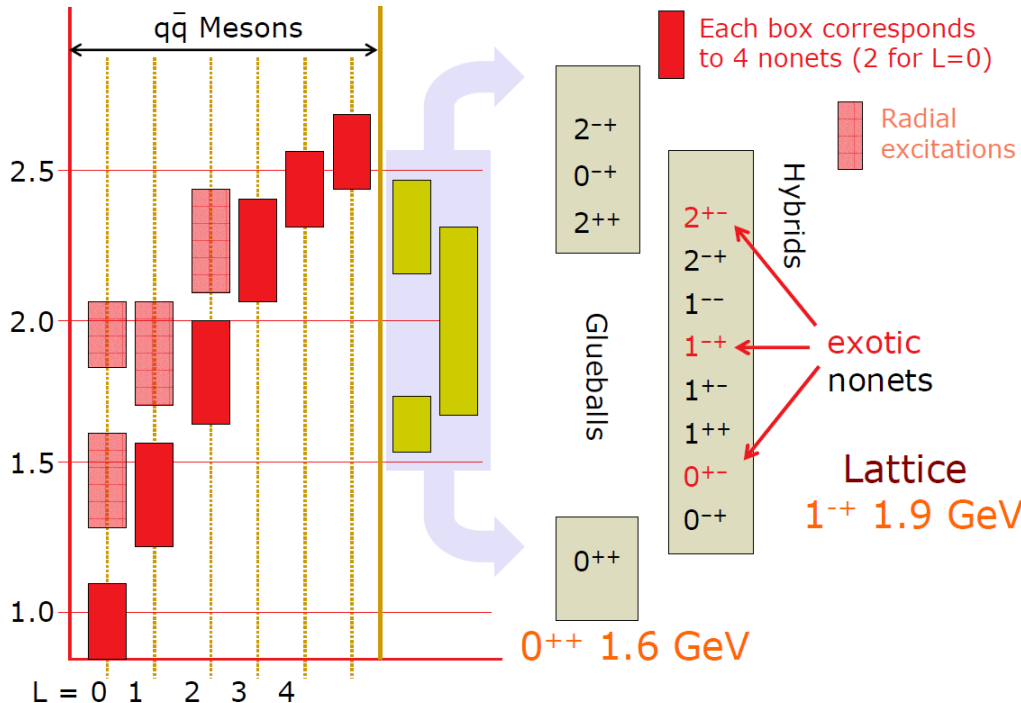 qq̄ Mesons
Each box corresponds
to 4 nonets (2 for L=0)
Radial
excitations
2.5
2.0
1.5
1.0
L = 0 1 2 3 4
2⁻⁺
0⁻⁺
2⁺⁺
Glueballs
0⁺⁺
0⁺⁺ 1.6 GeV
Hybrids
2⁺⁻
2⁻⁺
1⁻⁻
1⁻⁺
1⁺⁻
1⁺⁺
0⁺⁻
0⁻⁺
exotic
nonets
Lattice
1⁻⁺ 1.9 GeV